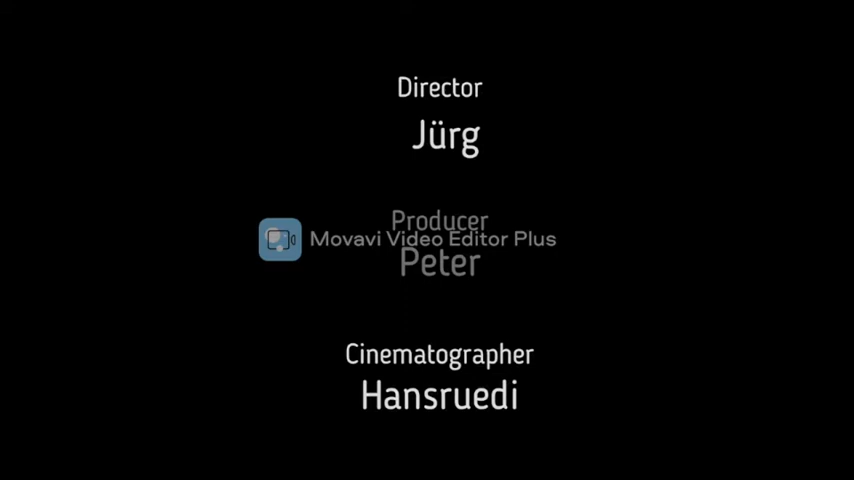 Director
Jürg
Producer
Movavi Video Editor Plus
Peter
Cinematographer
Hansruedi